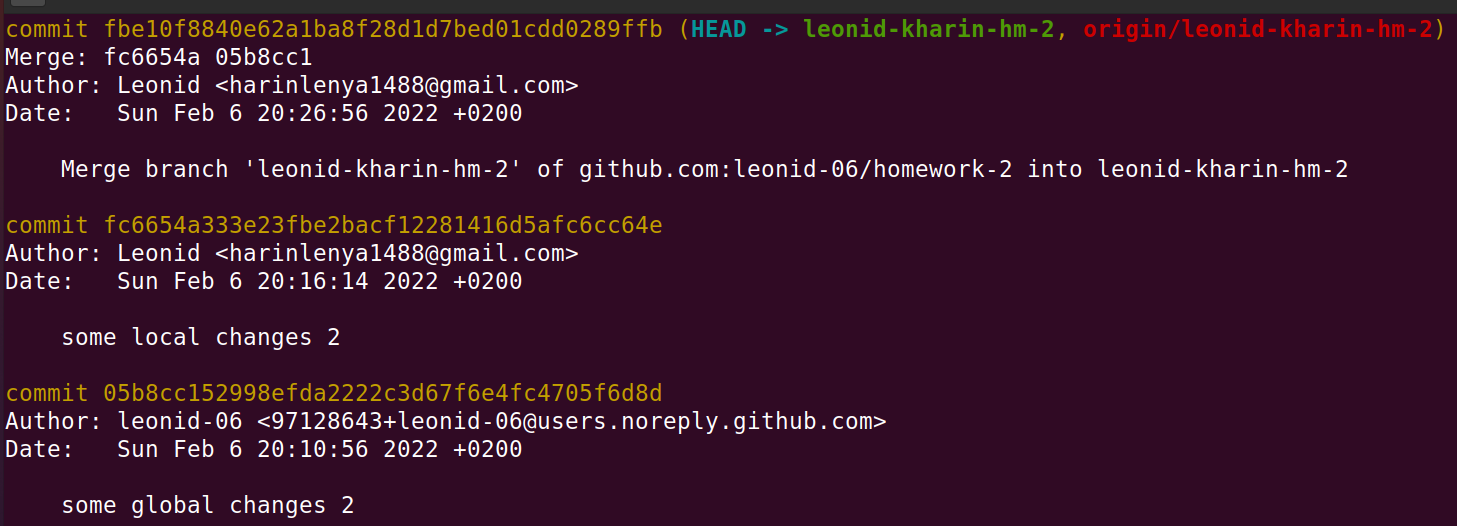 commit fbe10f8840e62a1ba8f28d1d7bed01cdd0289ffb (HEAD -> leonid-kharin-hm-2, origin/leonid-kharin-hm-2)
Merge: fc6654a 05b8cc1
Author: Leonid <harinlenya1488@gmail.com>
Date:   Sun Feb 6 20:26:56 2022 +0200

    Merge branch 'leonid-kharin-hm-2' of github.com:leonid-06/homework-2 into leonid-kharin-hm-2

commit fc6654a333e23fbe2bacf12281416d5afc6cc64e
Author: Leonid <harinlenya1488@gmail.com>
Date:   Sun Feb 6 20:16:14 2022 +0200

    some local changes 2

commit 05b8cc152998efda2222c3d67f6e4fc4705f6d8d
Author: leonid-06 <97128643+leonid-06@users.noreply.github.com>
Date:   Sun Feb 6 20:10:56 2022 +0200

    some global changes 2